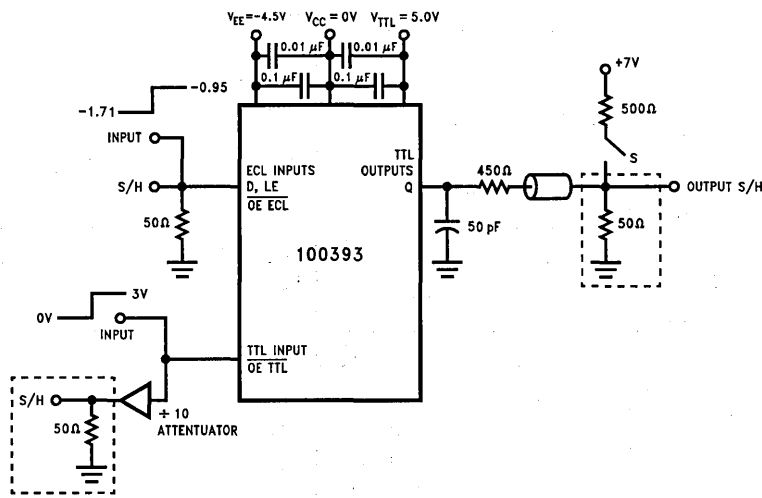 VEE=-4.5V VCC=0V VTTL=5.0V
0.01 μF 0.01 μF
0.1 μF 0.1 μF
-0.95
-1.71
INPUT
S/H
50Ω
ECL INPUTS
D, LE
OE ECL
TTL
OUTPUTS
Q
100393
450Ω
50 pF
+7V
500Ω
S
OUTPUT S/H
50Ω
3V
0V
INPUT
TTL INPUT
OE TTL
S/H
50Ω
÷ 10
ATTENTUATOR